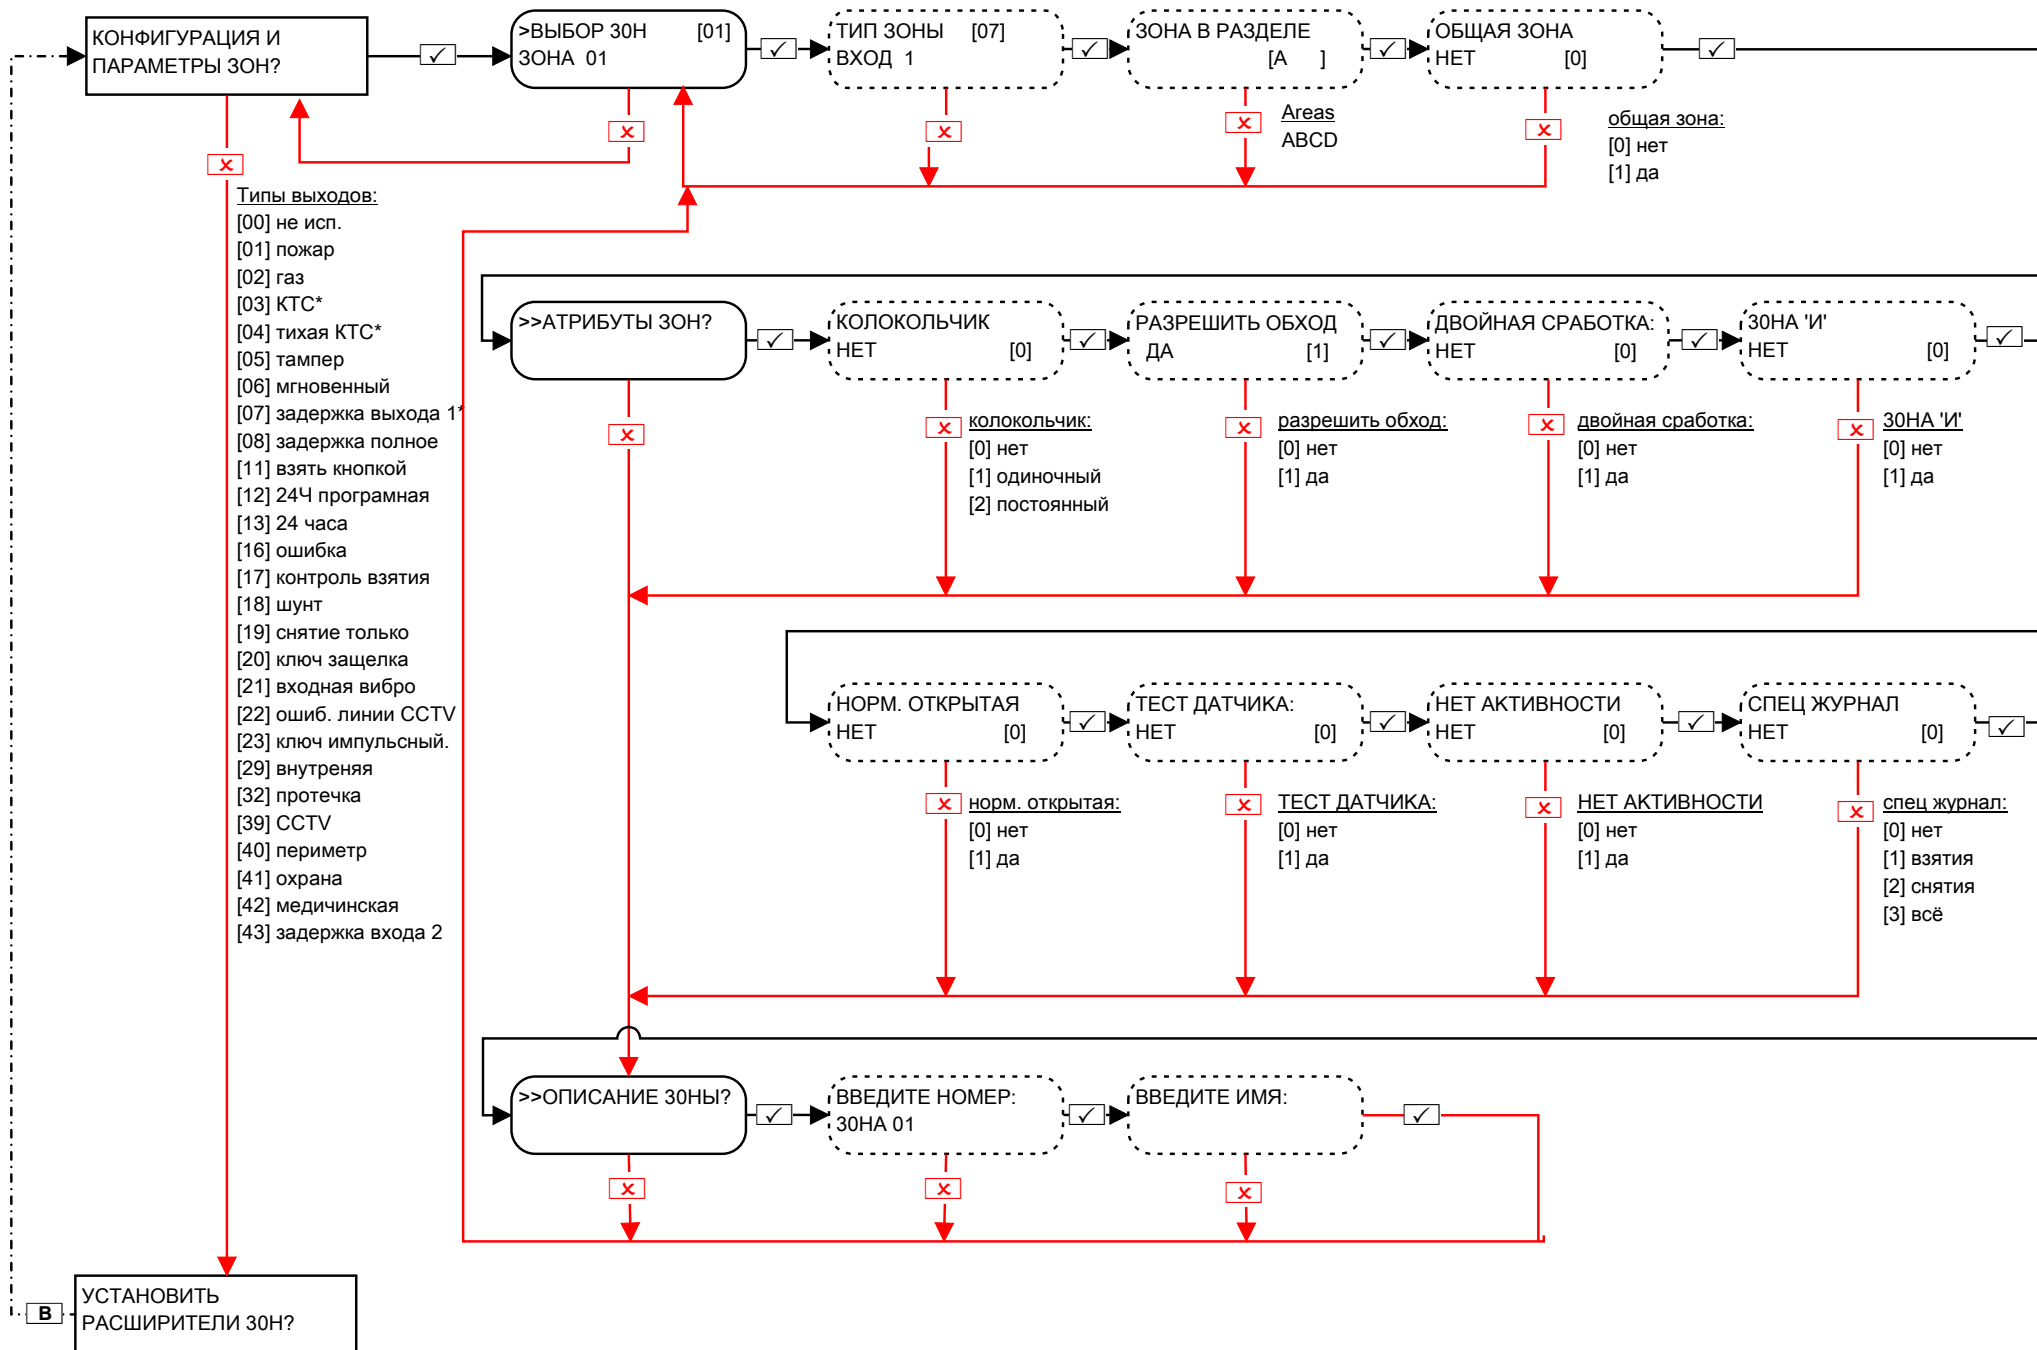 КОНФИГУРАЦИЯ И
ПАРАМЕТРЫ ЗОН?
>ВЫБОР 30Н [01]
ЗОНА 01
ТИП ЗОНЫ [07]
ВХОД 1
ЗОНА В РАЗДЕЛЕ
[A ]
ОБЩАЯ ЗОНА
НЕТ [0]
Areas
ABCD
общая зона:
[0] нет
[1] да
Типы выходов:
[00] не исп.
[01] пожар
[02] газ
[03] КТС*
[04] тихая КТС*
[05] тампер
[06] мгновенный
[07] задержка выхода 1*
[08] задержка полное
[11] взять кнопкой
[12] 24Ч програмная
[13] 24 часа
[16] ошибка
[17] контроль взятия
[18] шунт
[19] снятие только
[20] ключ защелка
[21] входная вибро
[22] ошиб. линии CCTV
[23] ключ импульсный.
[29] внутреняя
[32] протечка
[39] CCTV
[40] периметр
[41] охрана
[42] медичинская
[43] задержка входа 2
>>АТРИБУТЫ ЗОН?
КОЛОКОЛЬЧИК
НЕТ [0]
РАЗРЕШИТЬ ОБХОД
ДА [1]
ДВОЙНАЯ СРАБОТКА:
НЕТ [0]
30НА 'И'
НЕТ [0]
колокольчик:
[0] нет
[1] одиночный
[2] постоянный
разрешить обход:
[0] нет
[1] да
двойная сработка:
[0] нет
[1] да
30НА 'И'
[0] нет
[1] да
НОРМ. ОТКРЫТАЯ
НЕТ [0]
ТЕСТ ДАТЧИКА:
НЕТ [0]
НЕТ АКТИВНОСТИ
НЕТ [0]
СПЕЦ ЖУРНАЛ
НЕТ [0]
норм. открытая:
[0] нет
[1] да
ТЕСТ ДАТЧИКА:
[0] нет
[1] да
НЕТ АКТИВНОСТИ
[0] нет
[1] да
спец журнал:
[0] нет
[1] взятия
[2] снятия
[3] всё
>>ОПИСАНИЕ 30НЫ?
ВВЕДИТЕ НОМЕР:
30НА 01
ВВЕДИТЕ ИМЯ:
B
УСТАНОВИТЬ
РАСШИРИТЕЛИ 30Н?